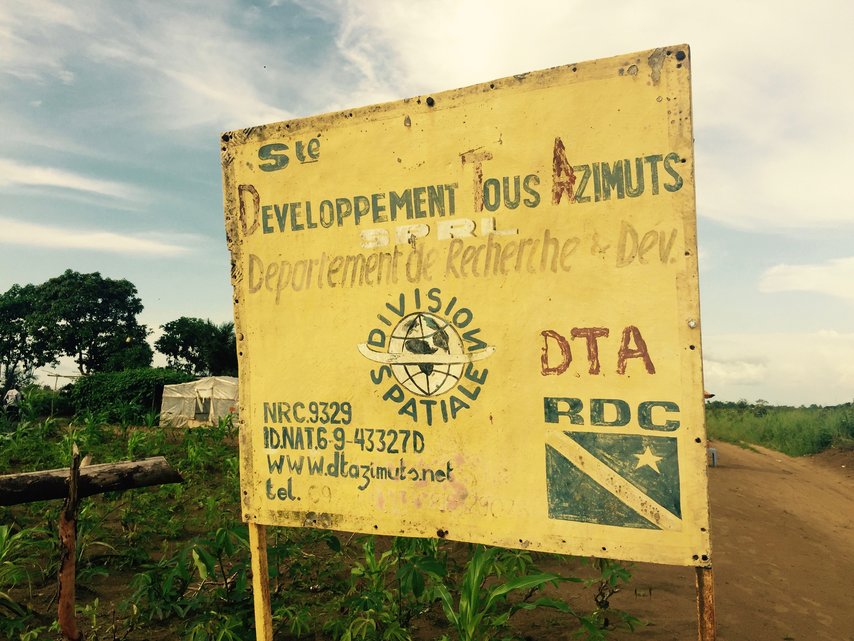 Sté
DEVELOPPEMENT TOUS AZIMUTS
SPRL
Departement de Recherche & Dev.
DIVISION
SPATIALE
DTA
RDC
NRC.9329
ID.NAT.6-9-43327D
www.dtazimuts.net
tel.